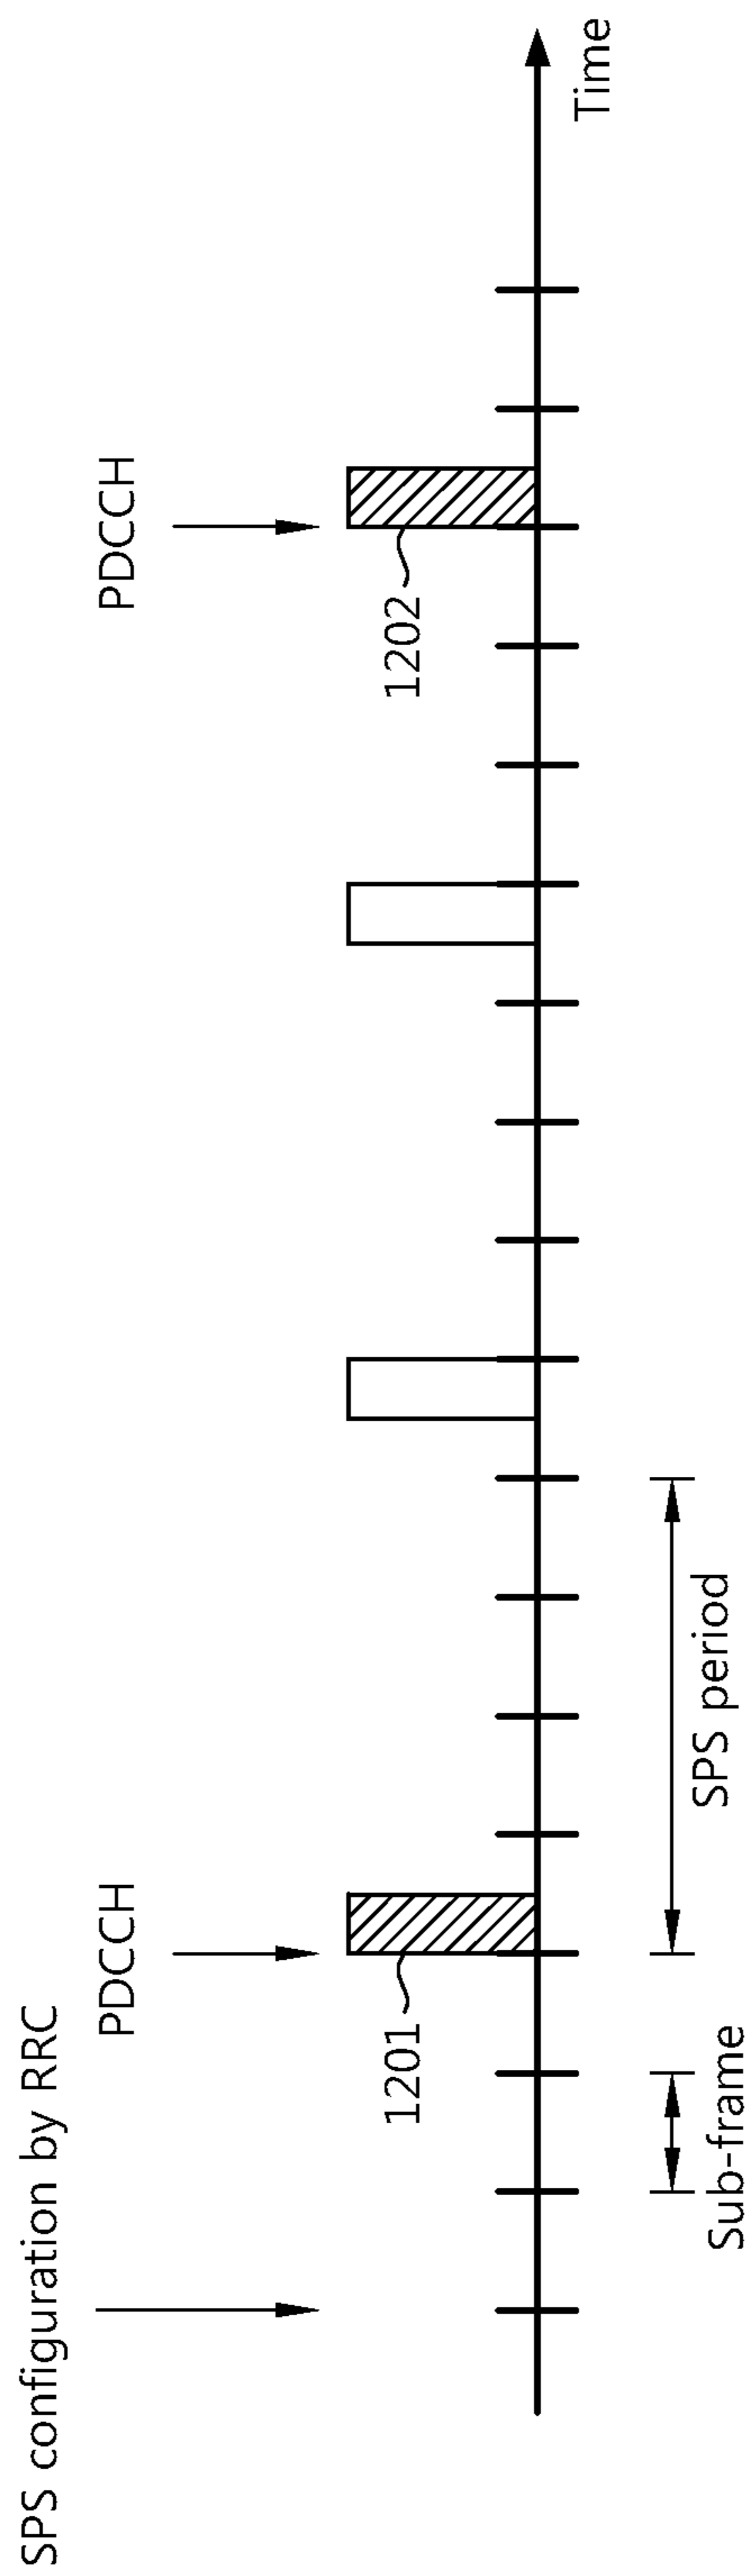 SPS configuration by RRC
PDCCH
PDCCH
1201
1202
Time
Sub-frame
SPS period